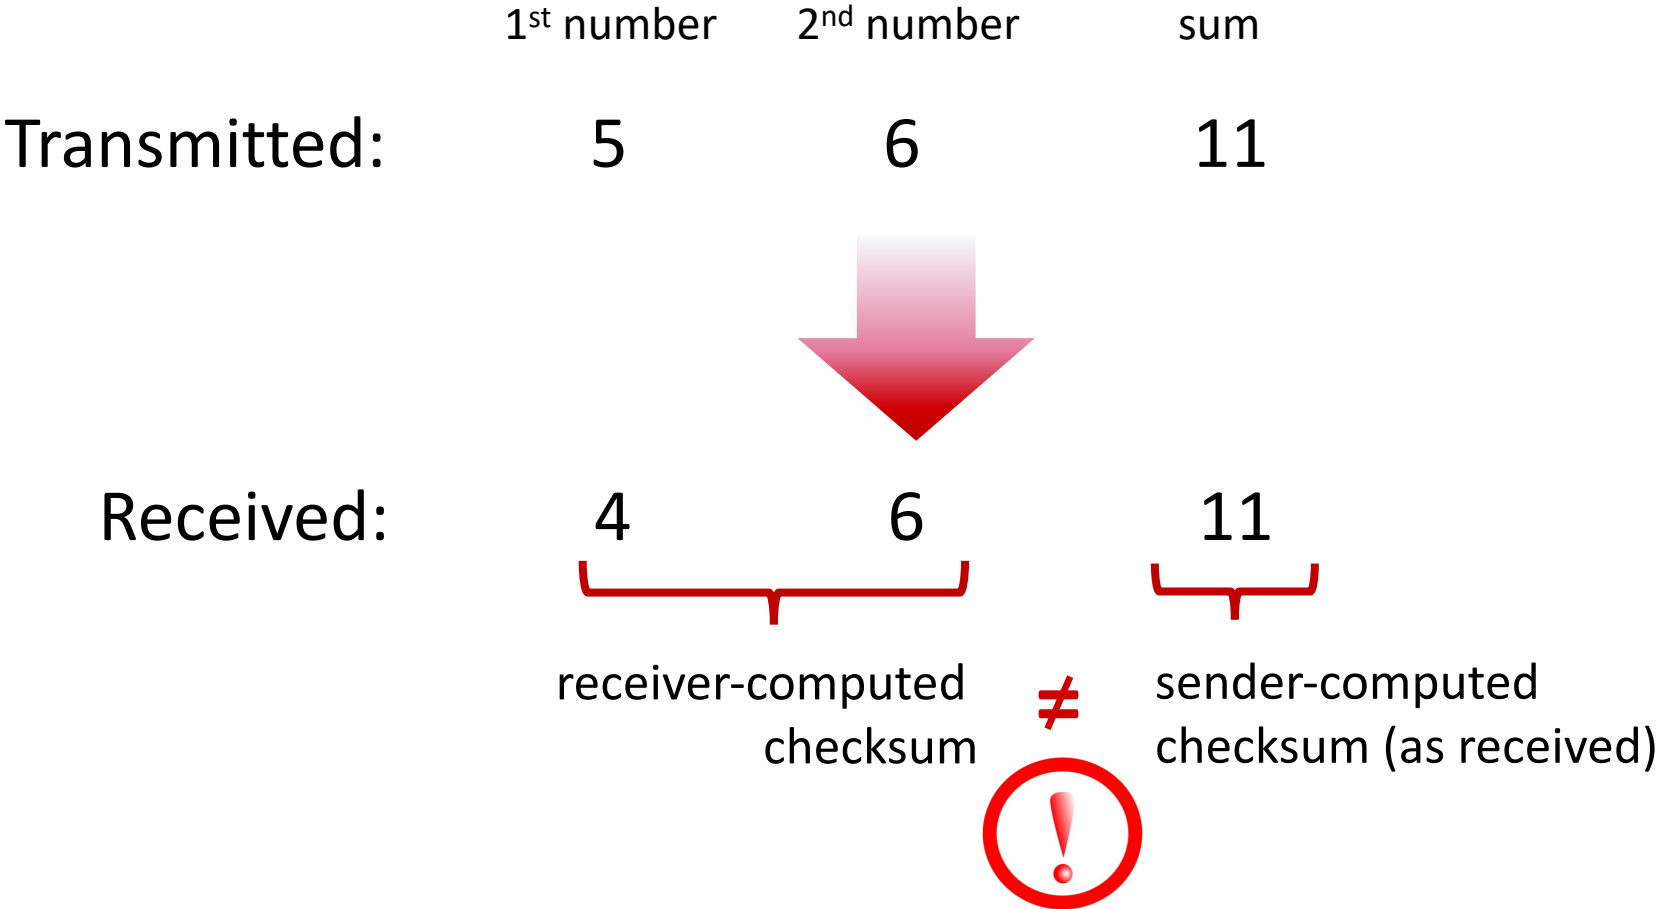 1st number 2nd number sum
Transmitted: 5 6 11
Received: 4 6 11
receiver-computed ≠ sender-computed
checksum checksum (as received)
!